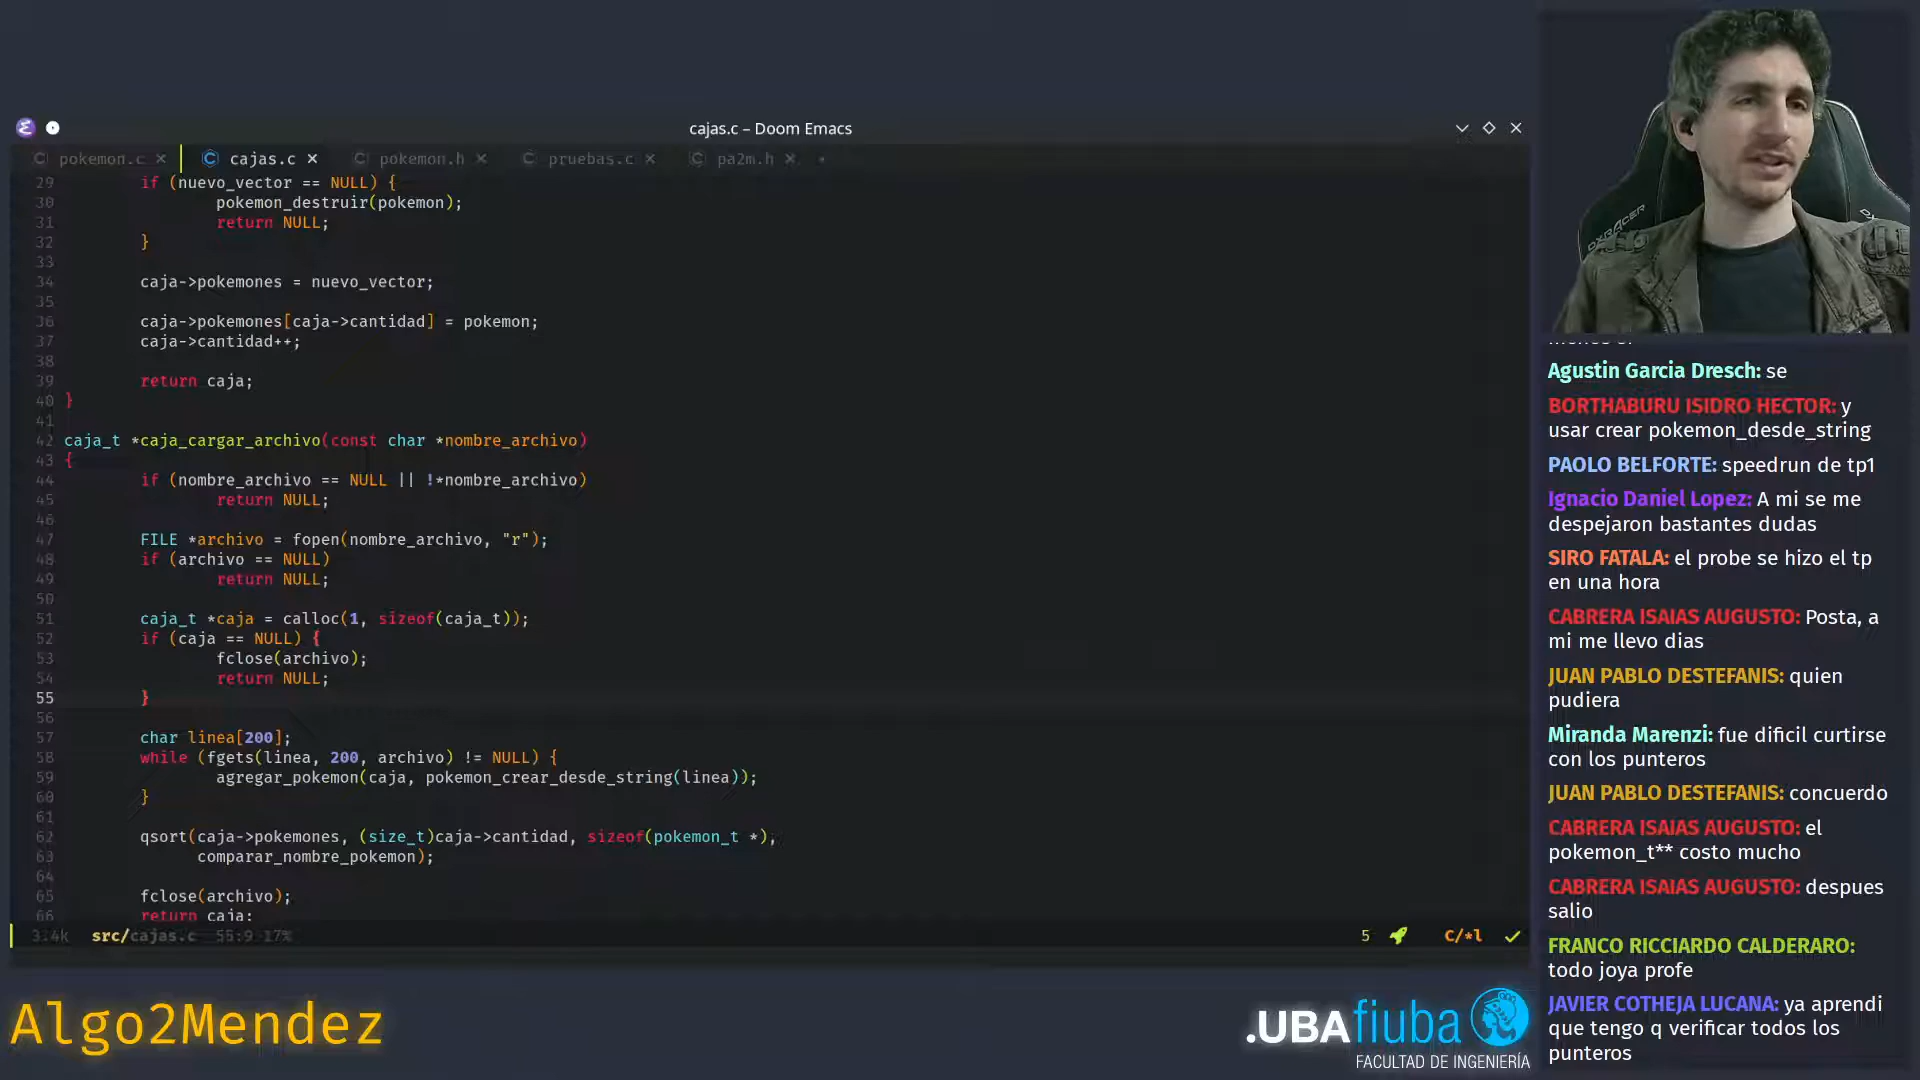 cajas.c – Doom Emacs
pokemon.c
cajas.c
pokemon.h
pruebas.c
pa2m.h
29 if (nuevo_vector == NULL) {
30 pokemon_destruir(pokemon);
31 return NULL;
32 }
33
34 caja->pokemones = nuevo_vector;
35
36 caja->pokemones[caja->cantidad] = pokemon;
37 caja->cantidad++;
38
39 return caja;
40 }
41
42 caja_t *caja_cargar_archivo(const char *nombre_archivo)
43 {
44 if (nombre_archivo == NULL || !*nombre_archivo)
45 return NULL;
46
47 FILE *archivo = fopen(nombre_archivo, "r");
48 if (archivo == NULL)
49 return NULL;
50
51 caja_t *caja = calloc(1, sizeof(caja_t));
52 if (caja == NULL) {
53 fclose(archivo);
54 return NULL;
55 }
56
57 char linea[200];
58 while (fgets(linea, 200, archivo) != NULL) {
59 agregar_pokemon(caja, pokemon_crear_desde_string(linea));
60 }
61
62 qsort(caja->pokemones, (size_t)caja->cantidad, sizeof(pokemon_t *),
63 comparar_nombre_pokemon);
64
65 fclose(archivo);
66 return caja;
3.4k src/cajas.c 55:9 17%
5 C/*l
Algo2Mendez
.UBAfiuba
FACULTAD DE INGENIERÍA
DXRACER
Agustin Garcia Dresch: se
BORTHABURU ISIDRO HECTOR: y
usar crear pokemon_desde_string
PAOLO BELFORTE: speedrun de tp1
Ignacio Daniel Lopez: A mi se me
despejaron bastantes dudas
SIRO FATALA: el probe se hizo el tp
en una hora
CABRERA ISAIAS AUGUSTO: Posta, a
mi me llevo dias
JUAN PABLO DESTEFANIS: quien
pudiera
Miranda Marenzi: fue dificil curtirse
con los punteros
JUAN PABLO DESTEFANIS: concuerdo
CABRERA ISAIAS AUGUSTO: el
pokemon_t** costo mucho
CABRERA ISAIAS AUGUSTO: despues
salio
FRANCO RICCIARDO CALDERARO:
todo joya profe
JAVIER COTHEJA LUCANA: ya aprendi
que tengo q verificar todos los
punteros